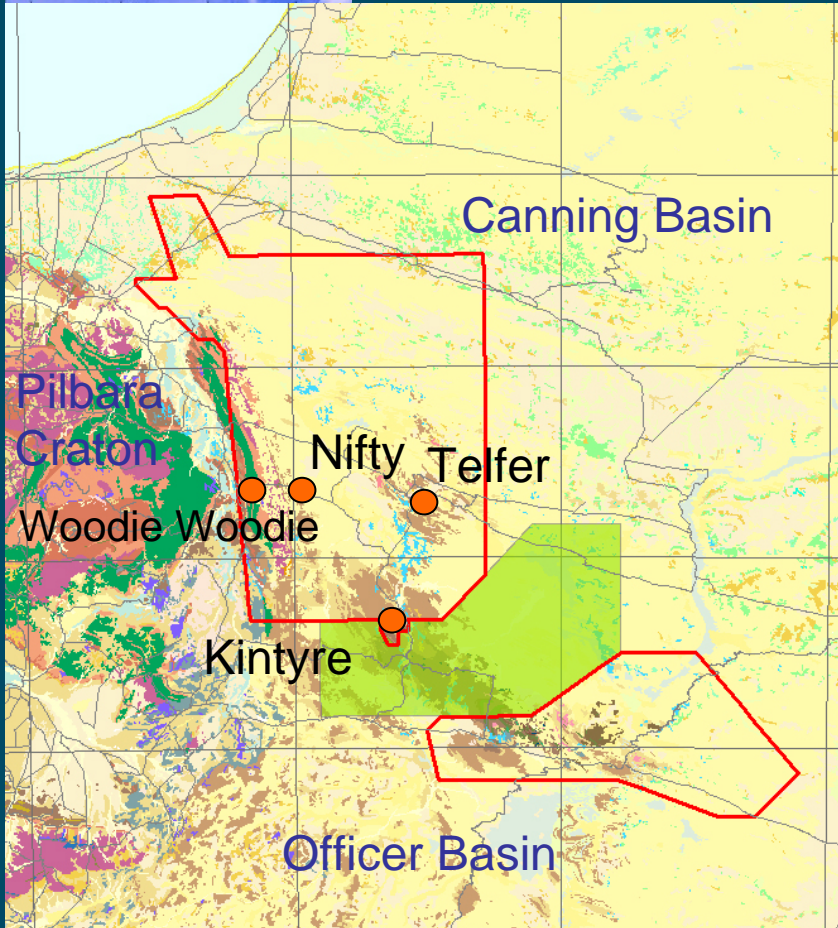 Canning Basin
Pilbara
Craton
Nifty
Telfer
Woodie Woodie
Kintyre
Officer Basin